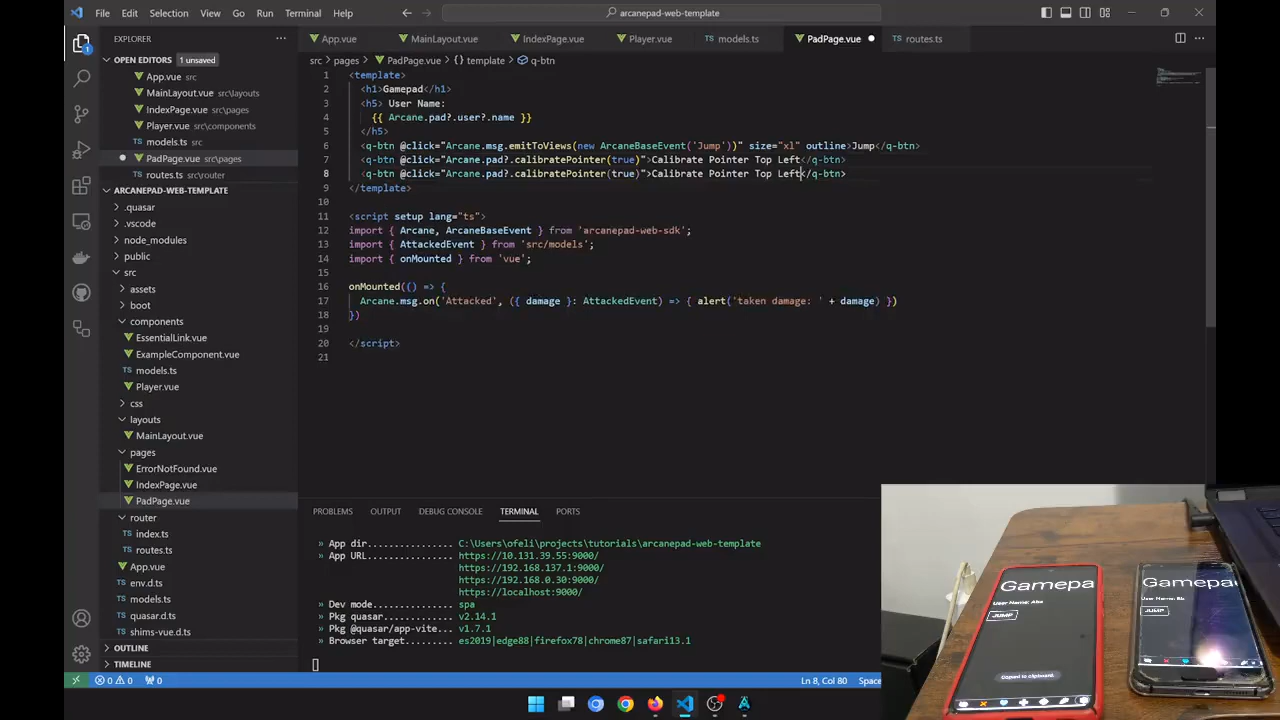 File Edit Selection View Go Run Terminal Help
arcanepad-web-template
EXPLORER
OPEN EDITORS 1 unsaved
App.vue src
MainLayout.vue src\layouts
IndexPage.vue src\pages
Player.vue src\components
models.ts src
PadPage.vue src\pages
routes.ts src\router
ARCANEPAD-WEB-TEMPLATE
.quasar
.vscode
node_modules
public
src
assets
boot
components
EssentialLink.vue
ExampleComponent.vue
models.ts
Player.vue
css
layouts
MainLayout.vue
pages
ErrorNotFound.vue
IndexPage.vue
PadPage.vue
router
index.ts
routes.ts
App.vue
env.d.ts
models.ts
quasar.d.ts
shims-vue.d.ts
OUTLINE
TIMELINE
App.vue MainLayout.vue IndexPage.vue Player.vue models.ts PadPage.vue routes.ts
src > pages > PadPage.vue > {} template > q-btn
1 <template>
2 <h1>Gamepad</h1>
3 <h5> User Name:
4 {{ Arcane.pad?.user?.name }}
5 </h5>
6 <q-btn @click="Arcane.msg.emitToViews(new ArcaneBaseEvent('Jump'))" size="xl" outline>Jump</q-btn>
7 <q-btn @click="Arcane.pad?.calibratePointer(true)">Calibrate Pointer Top Left</q-btn>
8 <q-btn @click="Arcane.pad?.calibratePointer(true)">Calibrate Pointer Top Left</q-btn>
9 </template>
10
11 <script setup lang="ts">
12 import { Arcane, ArcaneBaseEvent } from 'arcanepad-web-sdk';
13 import { AttackedEvent } from 'src/models';
14 import { onMounted } from 'vue';
15
16 onMounted(() => {
17 Arcane.msg.on('Attacked', ({ damage }: AttackedEvent) => { alert('taken damage: ' + damage) })
18 })
19
20 </script>
21
PROBLEMS OUTPUT DEBUG CONSOLE TERMINAL PORTS
» App dir............... C:\Users\ofeli\projects\tutorials\arcanepad-web-template
» App URL............... https://10.131.39.55:9000/
https://192.168.137.1:9000/
https://192.168.0.30:9000/
https://localhost:9000/
» Dev mode.............. spa
» Pkg quasar............ v2.14.1
» Pkg @quasar/app-vite.. v1.7.1
» Browser target........ es2019|edge88|firefox78|chrome87|safari13.1
0 0 0 Ln 8, Col 80 Space
Gamepa
User Name: Abs
JUMP
Copied to clipboard.
Gamepad
User Name:
JUMP